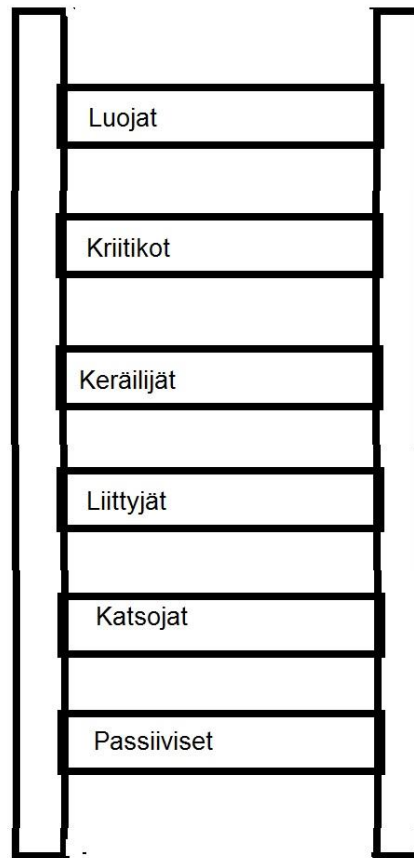 Luojat
Kriitikot
Keräilijät
Liittyjät
Katsojat
Passiiviset